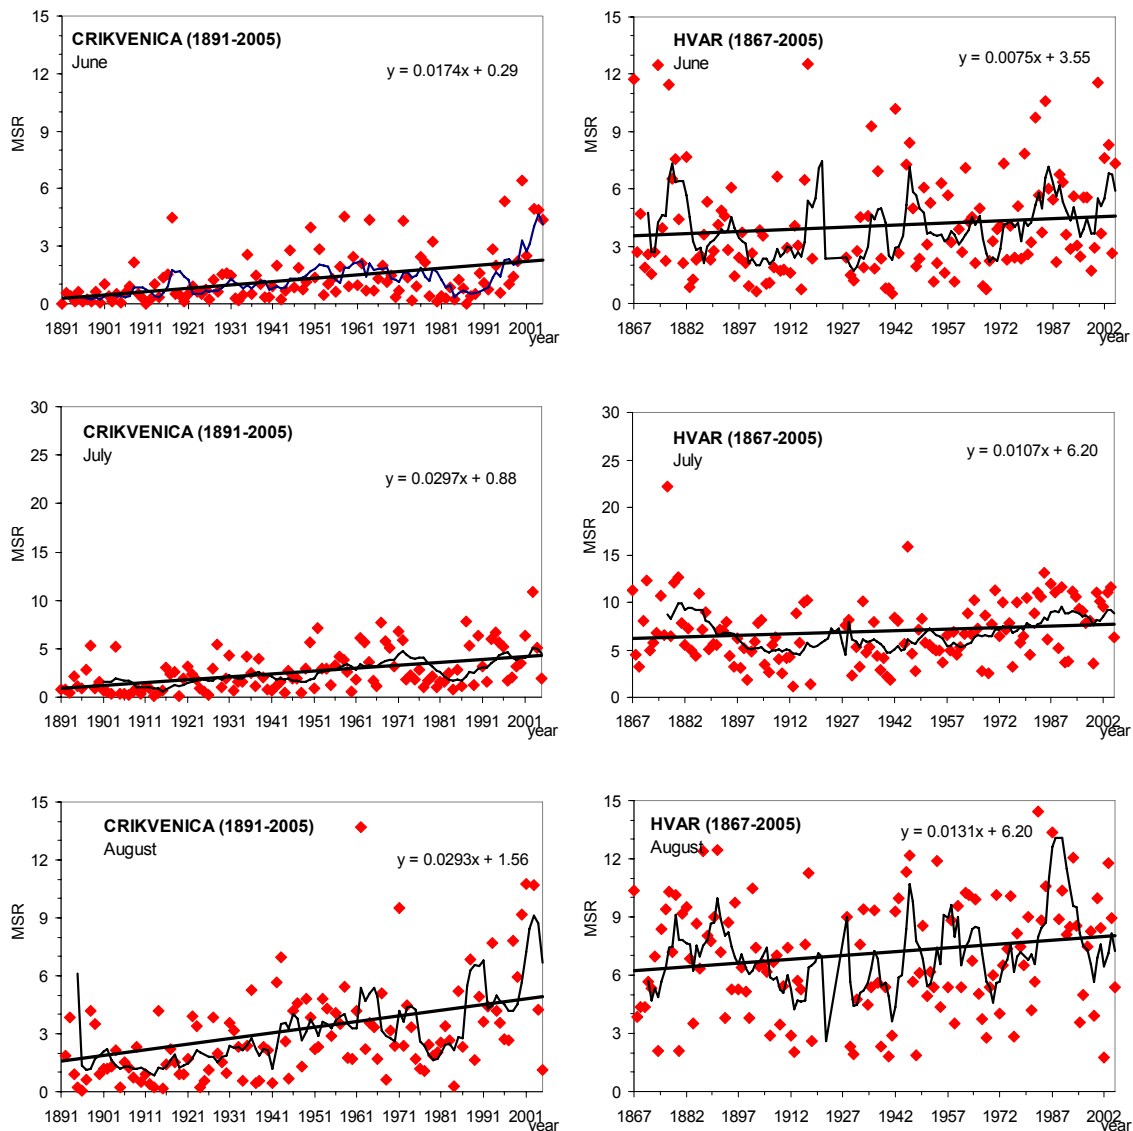 CRIKVENICA (1891-2005)
June
y = 0.0174x + 0.29
MSR
15
12
9
6
3
0
1891 1901 1911 1921 1931 1941 1951 1961 1971 1981 1991 2001
year
HVAR (1867-2005)
June
y = 0.0075x + 3.55
MSR
15
12
9
6
3
0
1867 1882 1897 1912 1927 1942 1957 1972 1987 2002
year
CRIKVENICA (1891-2005)
July
y = 0.0297x + 0.88
MSR
30
25
20
15
10
5
0
1891 1901 1911 1921 1931 1941 1951 1961 1971 1981 1991 2001
year
HVAR (1867-2005)
July
y = 0.0107x + 6.20
MSR
30
25
20
15
10
5
0
1867 1882 1897 1912 1927 1942 1957 1972 1987 2002
year
CRIKVENICA (1891-2005)
August
y = 0.0293x + 1.56
MSR
15
12
9
6
3
0
1891 1901 1911 1921 1931 1941 1951 1961 1971 1981 1991 2001
year
HVAR (1867-2005)
August
y = 0.0131x + 6.20
MSR
15
12
9
6
3
0
1867 1882 1897 1912 1927 1942 1957 1972 1987 2002
year